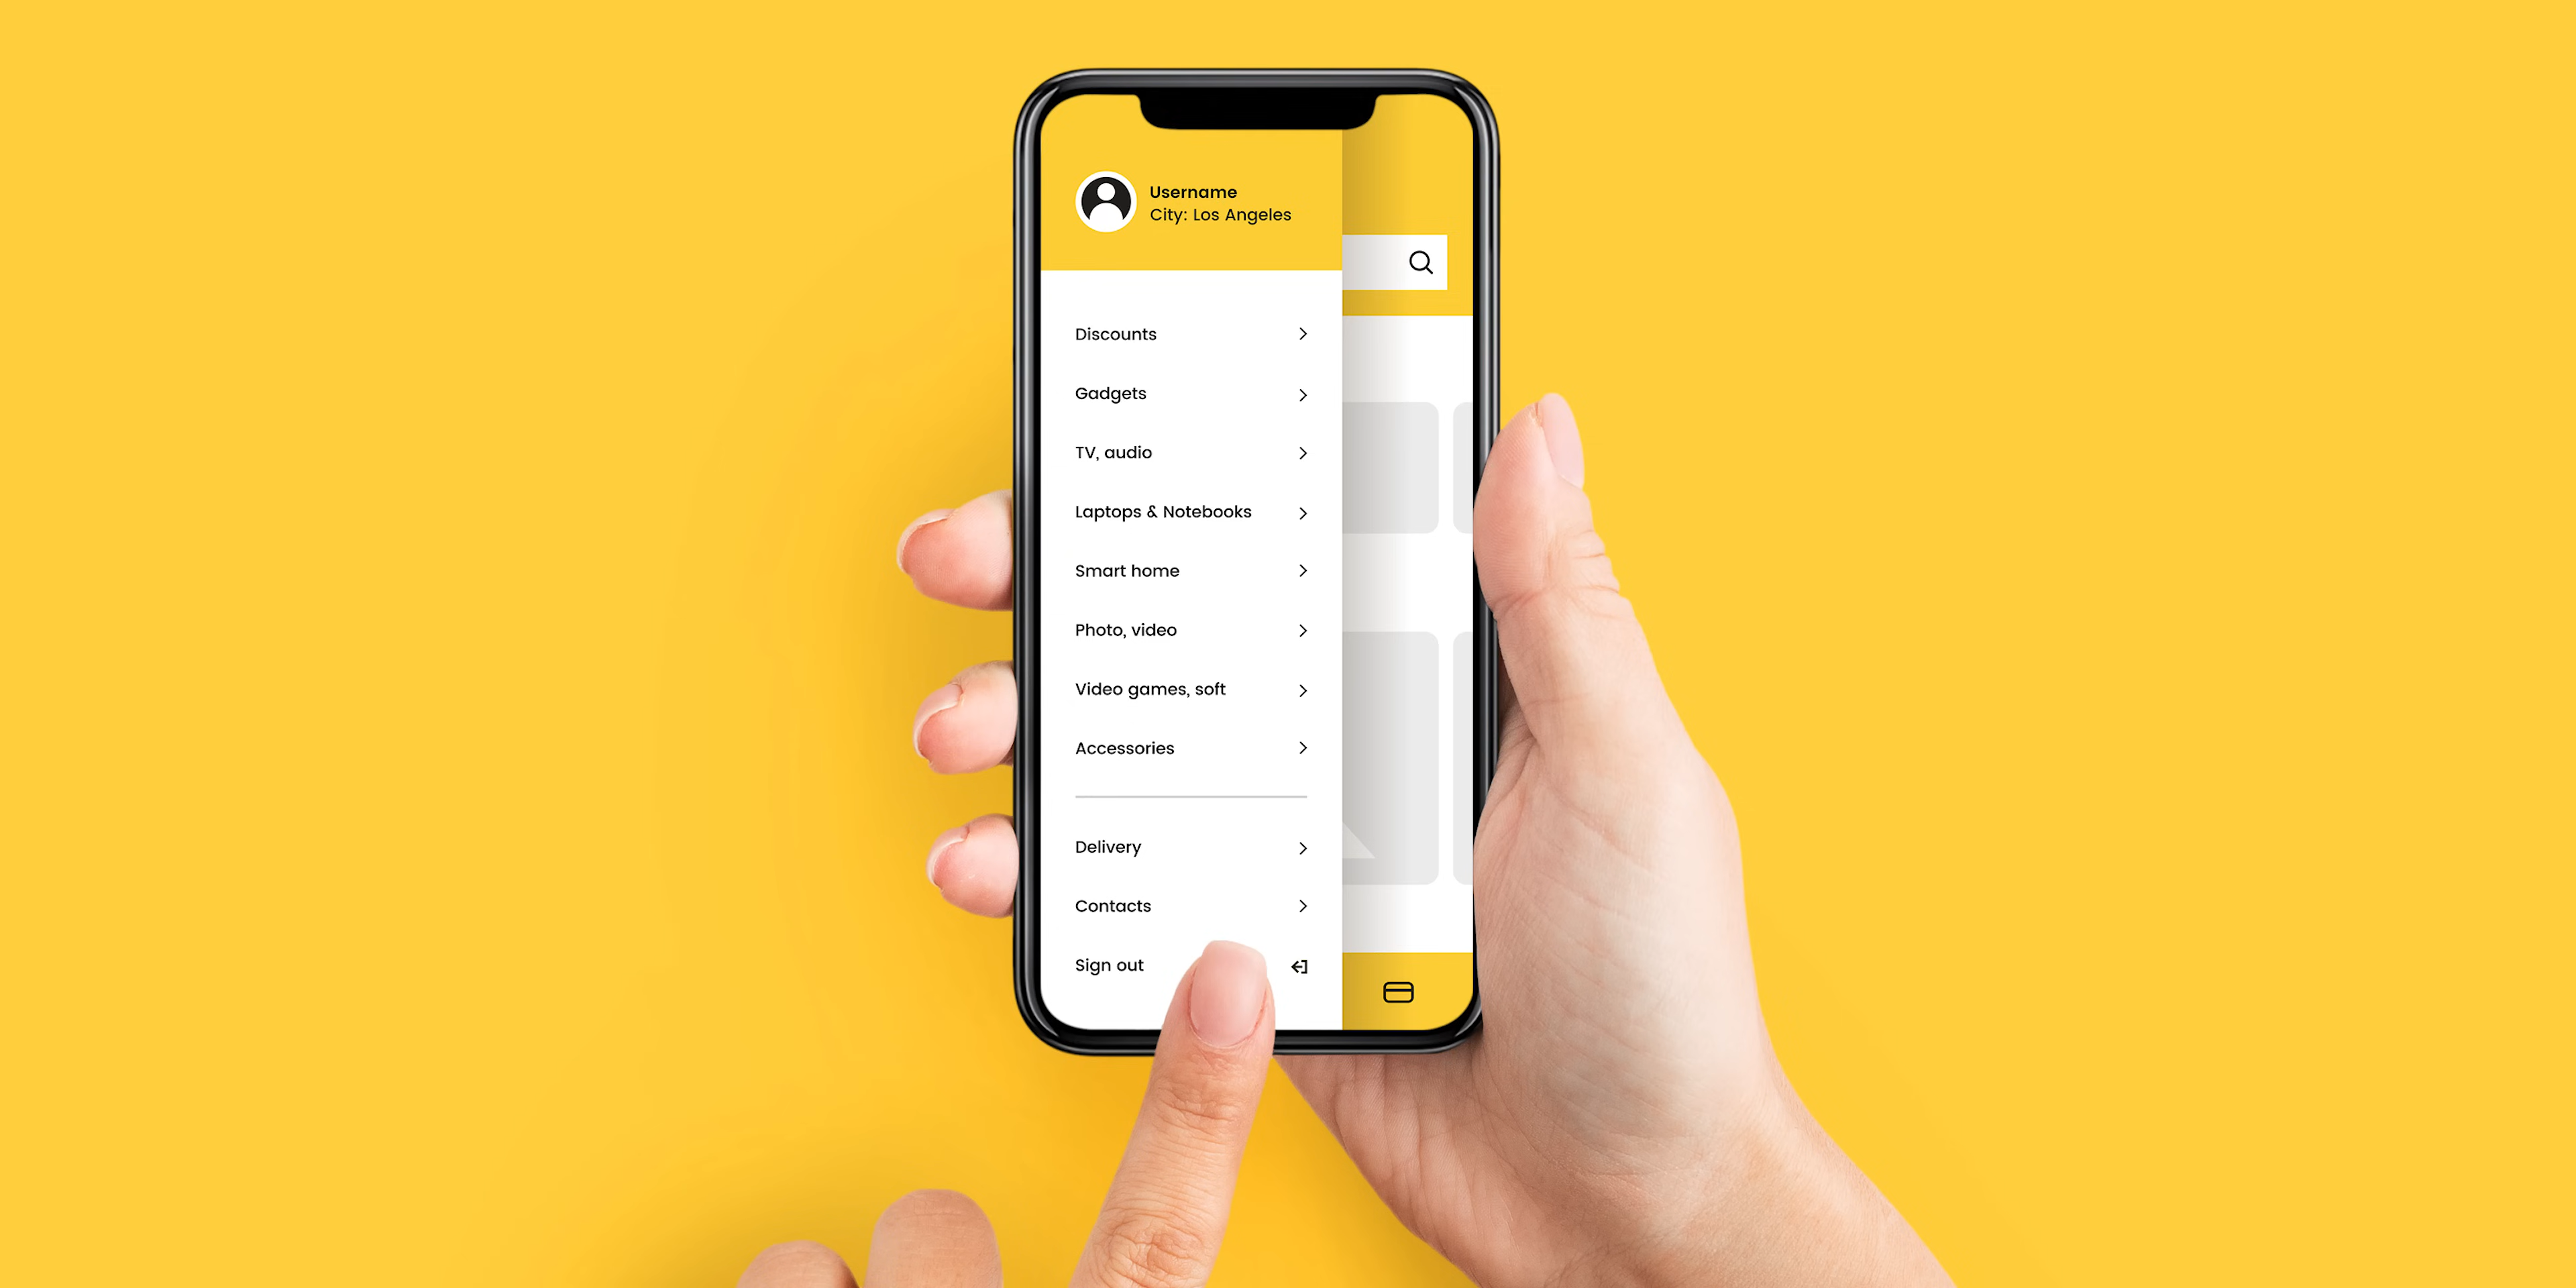 Username
City: Los Angeles
Discounts
Gadgets
TV, audio
Laptops & Notebooks
Smart home
Photo, video
Video games, soft
Accessories
Delivery
Contacts
Sign out